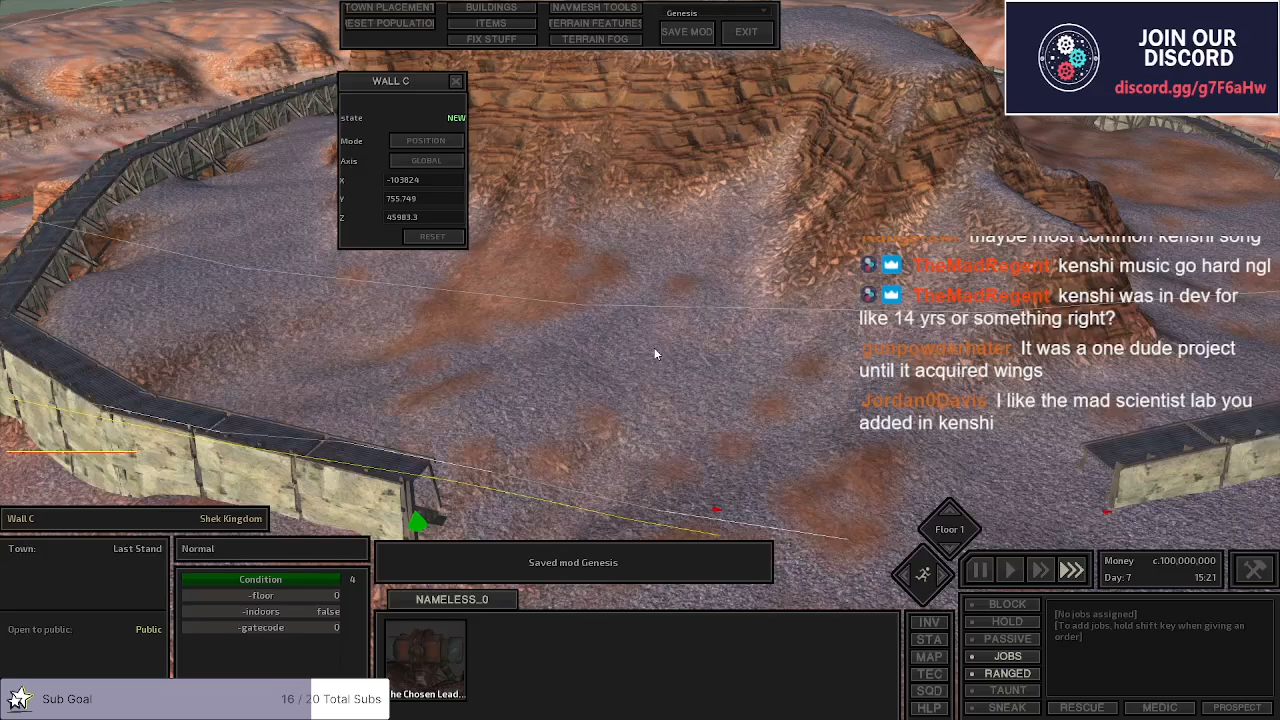 TOWN PLACEMENT
BUILDINGS
NAVMESH TOOLS
Genesis
RESET POPULATION
ITEMS
TERRAIN FEATURES
SAVE MOD
EXIT
FIX STUFF
TERRAIN FOG
JOIN OUR
DISCORD
discord.gg/g7F6aHw
WALL C
state
NEW
Mode
POSITION
Axis
GLOBAL
X
-103824
Y
755.749
Z
45983.3
RESET
maybe most common kenshi song
TheMadRegent: kenshi music go hard ngl
TheMadRegent: kenshi was in dev for
like 14 yrs or something right?
gunpowderhater: It was a one dude project
until it acquired wings
Jordan0Davis: I like the mad scientist lab you
added in kenshi
Wall C
Shek Kingdom
Town:
Last Stand
Open to public:
Public
Normal
Condition
4
-floor
0
-indoors
false
-gatecode
0
Saved mod Genesis
NAMELESS_0
he Chosen Lead...
Floor 1
Money
c.100,000,000
Day: 7
15:21
INV
STA
MAP
TEC
SQD
HLP
BLOCK
HOLD
PASSIVE
JOBS
RANGED
TAUNT
SNEAK
[No jobs assigned]
[To add jobs, hold shift key when giving an
order]
RESCUE
MEDIC
PROSPECT
Sub Goal
16 / 20 Total Subs